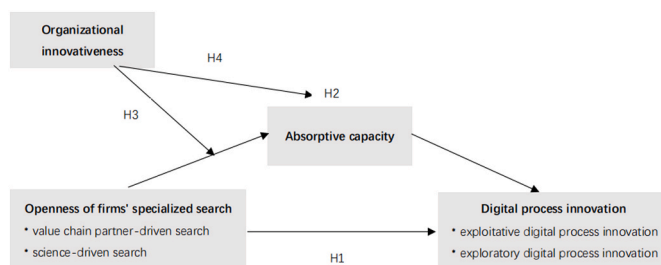 Organizational
innovativeness
H4
H2
H3
Absorptive capacity
Openness of firms' specialized search
• value chain partner-driven search
• science-driven search
H1
Digital process innovation
• exploitative digital process innovation
• exploratory digital process innovation